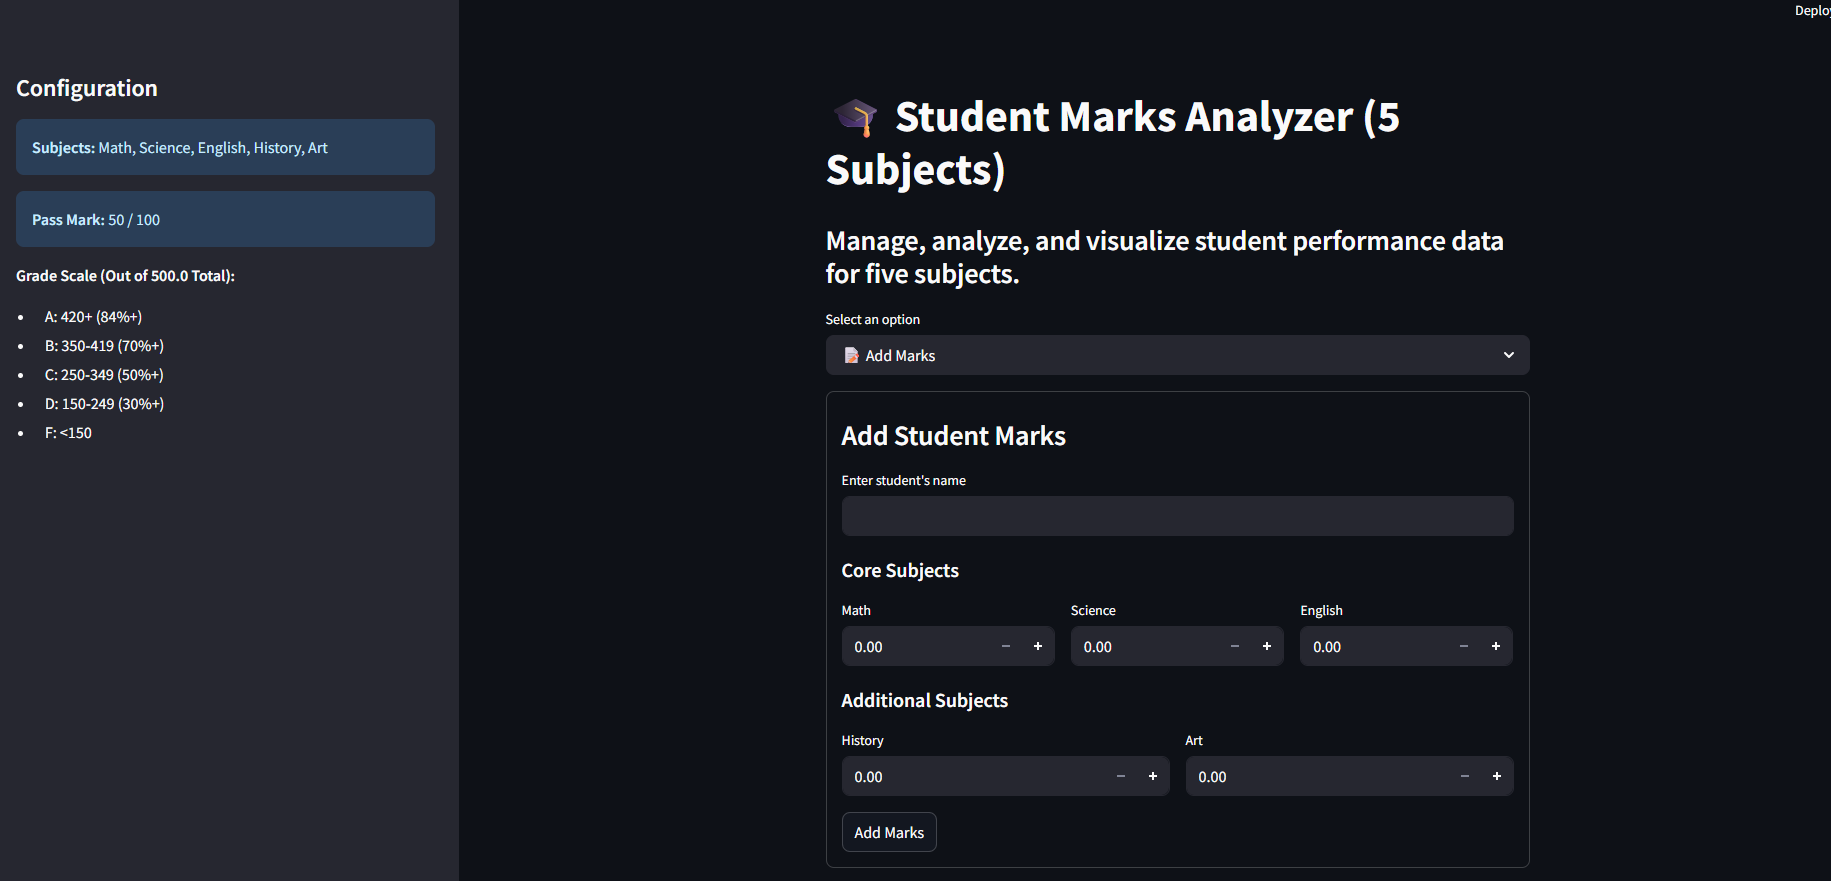 Deploy
Configuration
Subjects: Math, Science, English, History, Art
Pass Mark: 50 / 100
Grade Scale (Out of 500.0 Total):
• A: 420+ (84%+)
• B: 350-419 (70%+)
• C: 250-349 (50%+)
• D: 150-249 (30%+)
• F: <150
🎓 Student Marks Analyzer (5
Subjects)
Manage, analyze, and visualize student performance data
for five subjects.
Select an option
📝 Add Marks
Add Student Marks
Enter student's name
Core Subjects
Math Science English
0.00 − + 0.00 − + 0.00 − +
Additional Subjects
History Art
0.00 − + 0.00 − +
Add Marks